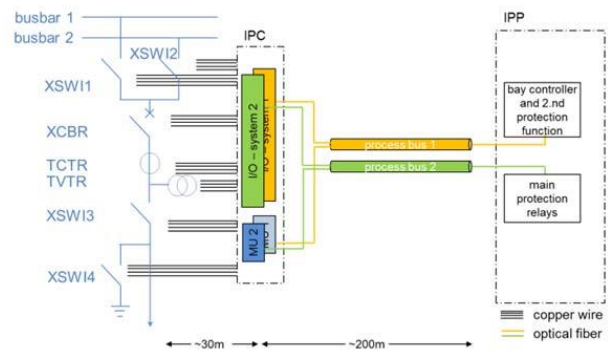 busbar 1
busbar 2
XSWI2
XSWI1
XCBR
TCTR
TVTR
XSWI3
XSWI4
IPC
I/O – system 2
I/O – system
MU 2
MU
process bus 1
process bus 2
IPP
bay controller
and 2.nd
protection
function
main
protection
relays
copper wire
optical fiber
~30m
~200m